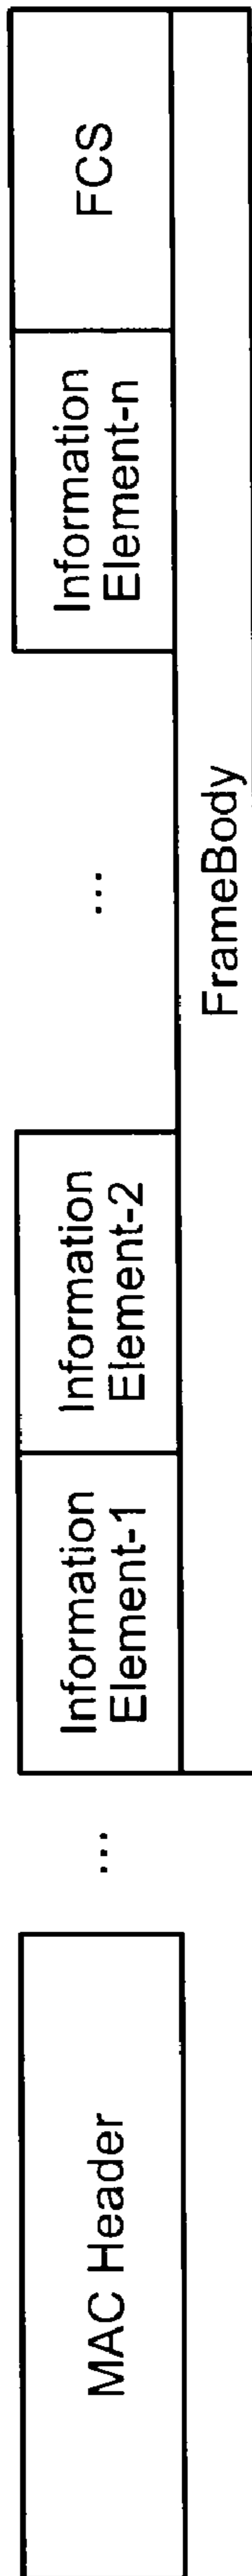 MAC Header
...
Information
Element-1
Information
Element-2
...
Information
Element-n
FCS
FrameBody